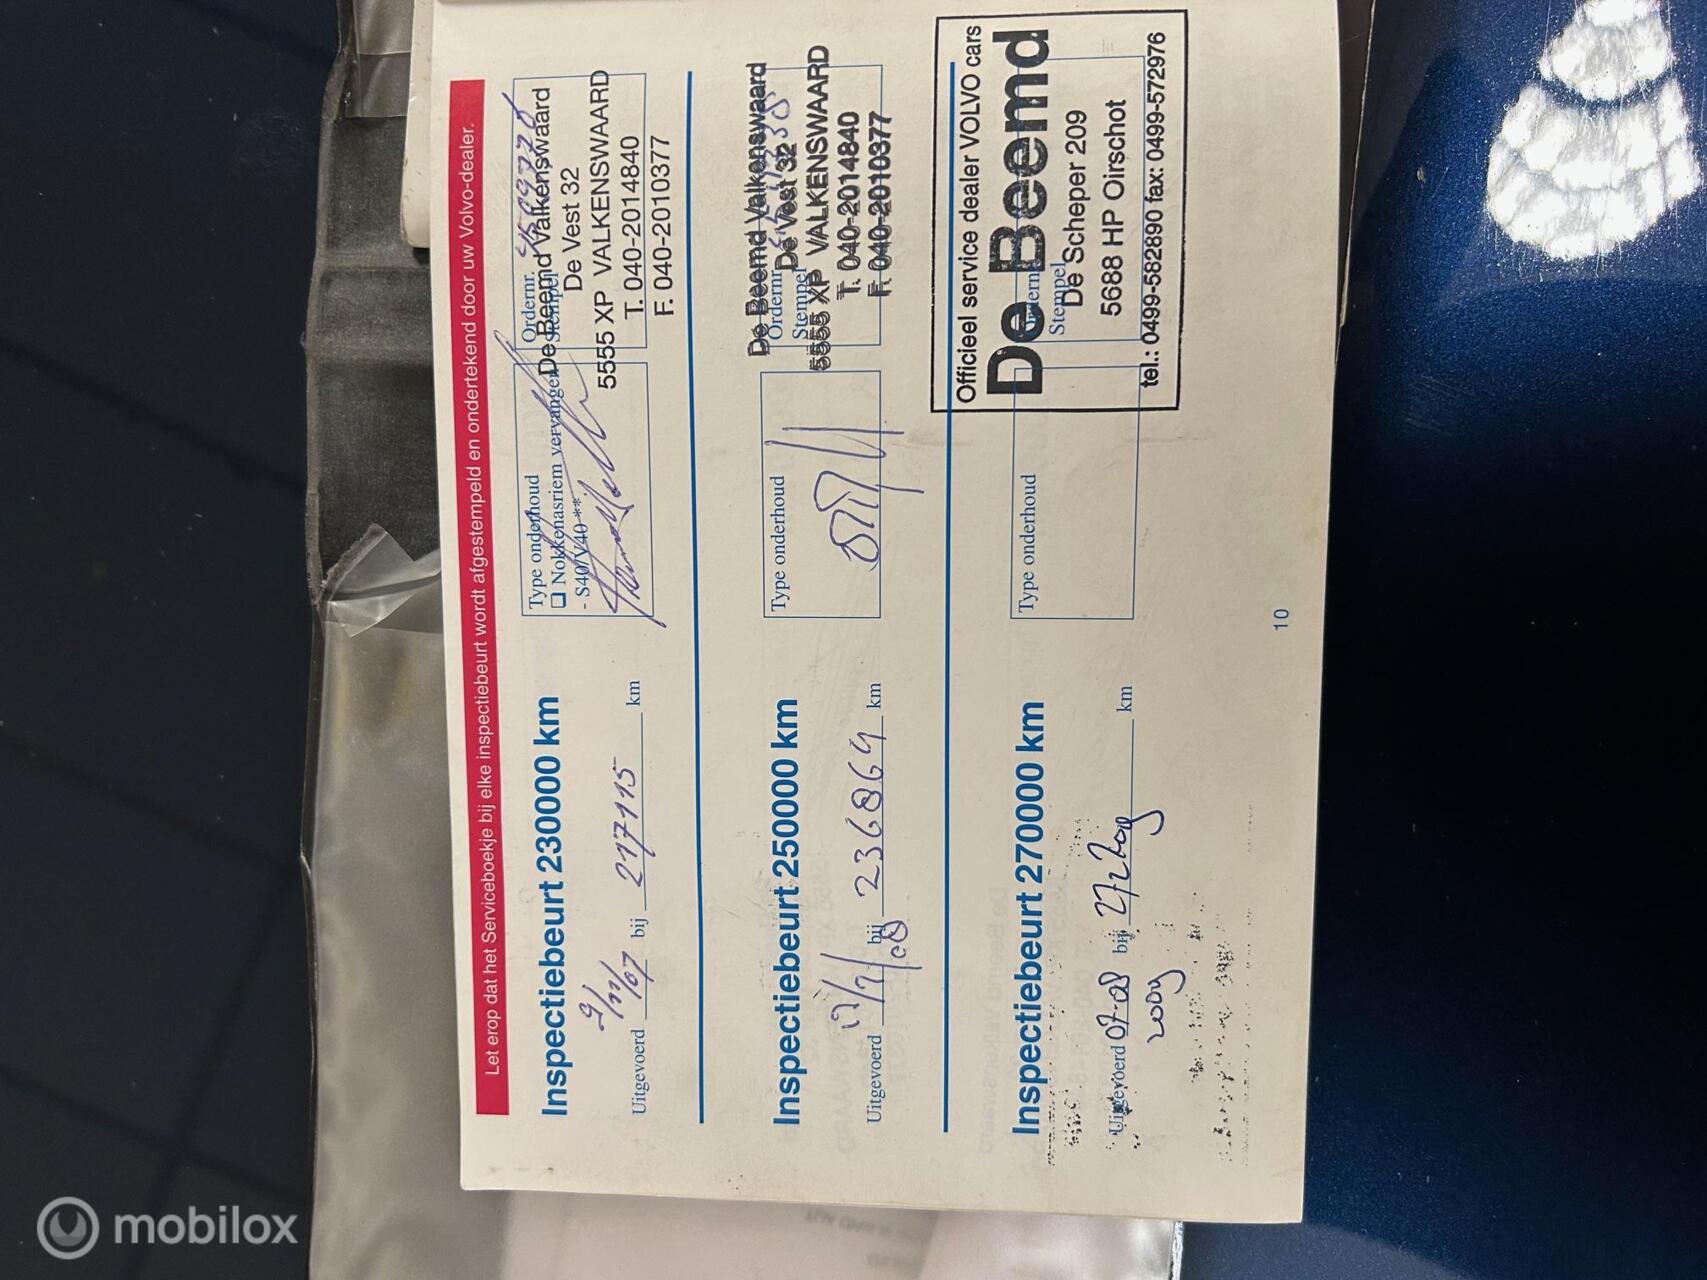 Let erop dat het Serviceboekje bij elke inspectiebeurt wordt afgestempeld en ondertekend door uw Volvo-dealer.
Inspectiebeurt 230000 km
Uitgevoerd 9/11/07 bij 217115 km
Type onderhoud
❑ Nokkenasriem vervangen
- S40/V40 **
Ordernr.
Stempel
De Beemd Valkenswaard
De Vest 32
5555 XP VALKENSWAARD
T. 040-2014840
F. 040-2010377
Inspectiebeurt 250000 km
Uitgevoerd 17/7/08 bij 236864 km
Type onderhoud
Ordernr
Stempel
De Beemd Valkenswaard
De Vest 32
5555 XP VALKENSWAARD
T. 040-2014840
F. 040-2010377
Inspectiebeurt 270000 km
Uitgevoerd 07-08 bij km
2009
Type onderhoud
Ordernr.
Stempel
Officieel service dealer VOLVO cars
De Beemd
De Scheper 209
5688 HP Oirschot
tel.: 0499-582890 fax: 0499-572976
10
mobilox